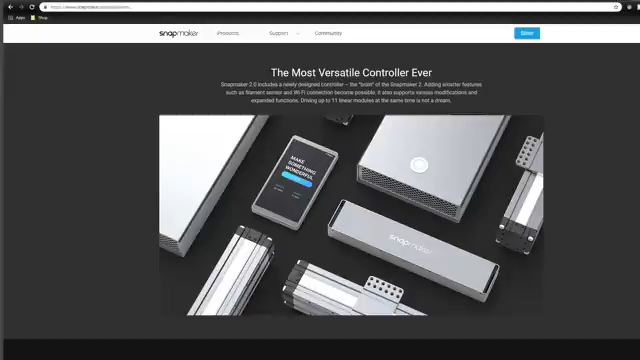 Apps Shop
snapmaker Products Support Community Store
The Most Versatile Controller Ever
Snapmaker 2.0 includes a newly designed controller – the "brain" of the Snapmaker 2. Adding smarter features
such as filament sensor and Wi-Fi connection become possible. It also supports various modifications and
expanded functions. Driving up to 11 linear modules at the same time is not a dream.
MAKE
SOMETHING
WONDERFUL
snapmaker